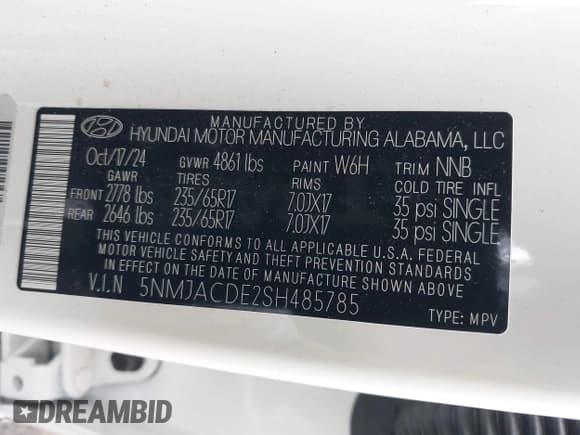 MANUFACTURED BY
HYUNDAI MOTOR MANUFACTURING ALABAMA, LLC
Oct/17/24 GVWR 4861 lbs PAINT W6H TRIM NNB
GAWR TIRES RIMS COLD TIRE INFL
FRONT 2778 lbs 235/65R17 7.0JX17 35 psi SINGLE
REAR 2646 lbs 235/65R17 7.0JX17 35 psi SINGLE
THIS VEHICLE CONFORMS TO ALL APPLICABLE U.S.A. FEDERAL
MOTOR VEHICLE SAFETY AND THEFT PREVENTION STANDARDS
IN EFFECT ON THE DATE OF MANUFACTURE SHOWN ABOVE.
V.I.N 5NMJACDE2SH485785
TYPE: MPV
DREAMBID